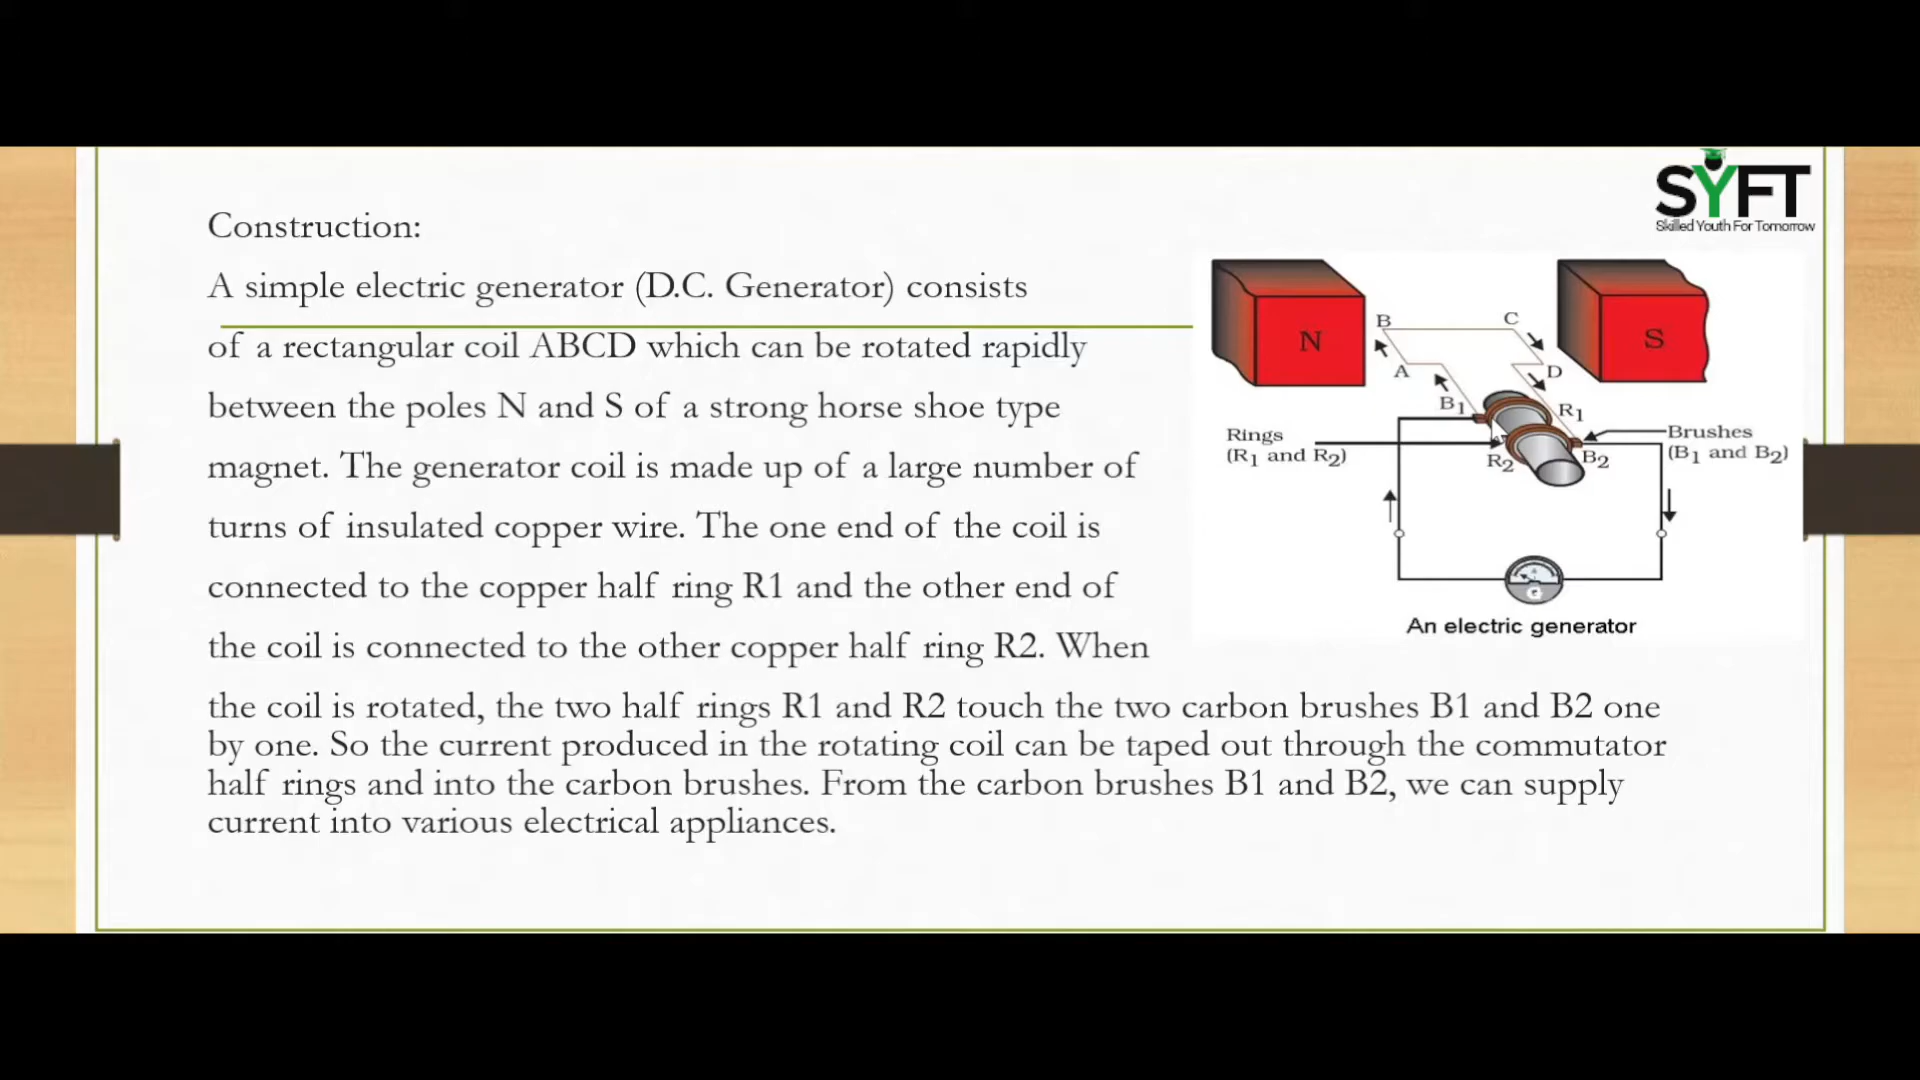 SYFT
Skilled Youth For Tomorrow
Construction:
A simple electric generator (D.C. Generator) consists
of a rectangular coil ABCD which can be rotated rapidly
between the poles N and S of a strong horse shoe type
magnet. The generator coil is made up of a large number of
turns of insulated copper wire. The one end of the coil is
connected to the copper half ring R1 and the other end of
the coil is connected to the other copper half ring R2. When
the coil is rotated, the two half rings R1 and R2 touch the two carbon brushes B1 and B2 one
by one. So the current produced in the rotating coil can be taped out through the commutator
half rings and into the carbon brushes. From the carbon brushes B1 and B2, we can supply
current into various electrical appliances.
N
S
B
C
A
D
B1
R1
Rings
(R1 and R2)
R2
B2
Brushes
(B1 and B2)
G
An electric generator